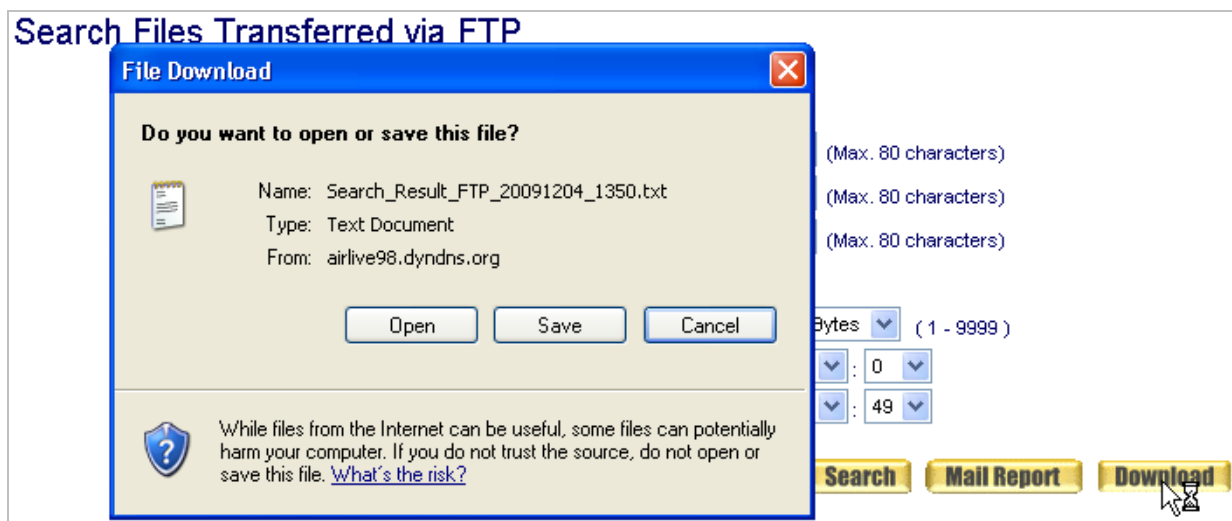 Search Files Transferred via FTP
File Download
Do you want to open or save this file?
Name: Search_Result_FTP_20091204_1350.txt
Type: Text Document
From: airlive98.dyndns.org
Open Save Cancel
While files from the Internet can be useful, some files can potentially
harm your computer. If you do not trust the source, do not open or
save this file. What's the risk?
(Max. 80 characters)
(Max. 80 characters)
(Max. 80 characters)
Bytes ( 1 - 9999 )
: 0
: 49
Search Mail Report Download